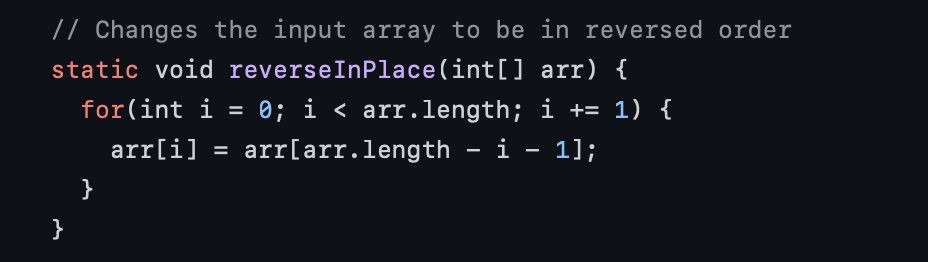 // Changes the input array to be in reversed order
static void reverseInPlace(int[] arr) {
  for(int i = 0; i < arr.length; i += 1) {
    arr[i] = arr[arr.length - i - 1];
  }
}